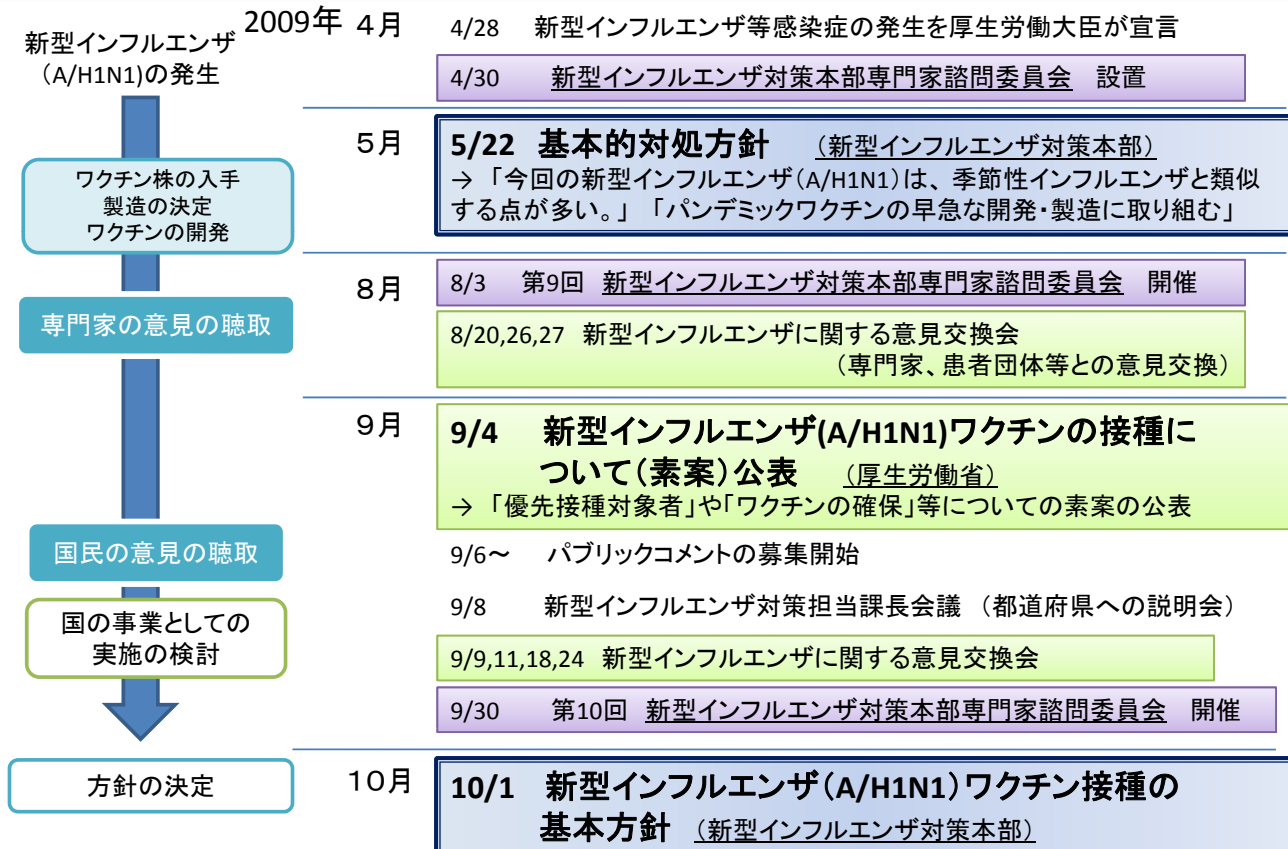 新型インフルエンザ
（A/H1N1)の発生
ワクチン株の入手
製造の決定
ワクチンの開発
専門家の意見の聴取
国民の意見の聴取
国の事業としての
実施の検討
方針の決定
2009年 ４月
4/28 新型インフルエンザ等感染症の発生を厚生労働大臣が宣言
4/30 新型インフルエンザ対策本部専門家諮問委員会 設置
５月
5/22 基本的対処方針 （新型インフルエンザ対策本部）
→ 「今回の新型インフルエンザ（A/H1N1）は、季節性インフルエンザと類似
する点が多い。」 「パンデミックワクチンの早急な開発・製造に取り組む」
８月
8/3 第9回 新型インフルエンザ対策本部専門家諮問委員会 開催
8/20,26,27 新型インフルエンザに関する意見交換会
（専門家、患者団体等との意見交換）
９月
9/4 新型インフルエンザ(A/H1N1)ワクチンの接種に
ついて（素案）公表 （厚生労働省）
→ 「優先接種対象者」や「ワクチンの確保」等についての素案の公表
9/6～ パブリックコメントの募集開始
9/8 新型インフルエンザ対策担当課長会議 （都道府県への説明会）
9/9,11,18,24 新型インフルエンザに関する意見交換会
9/30 第10回 新型インフルエンザ対策本部専門家諮問委員会 開催
１０月
10/1 新型インフルエンザ（A/H1N1）ワクチン接種の
基本方針 （新型インフルエンザ対策本部）